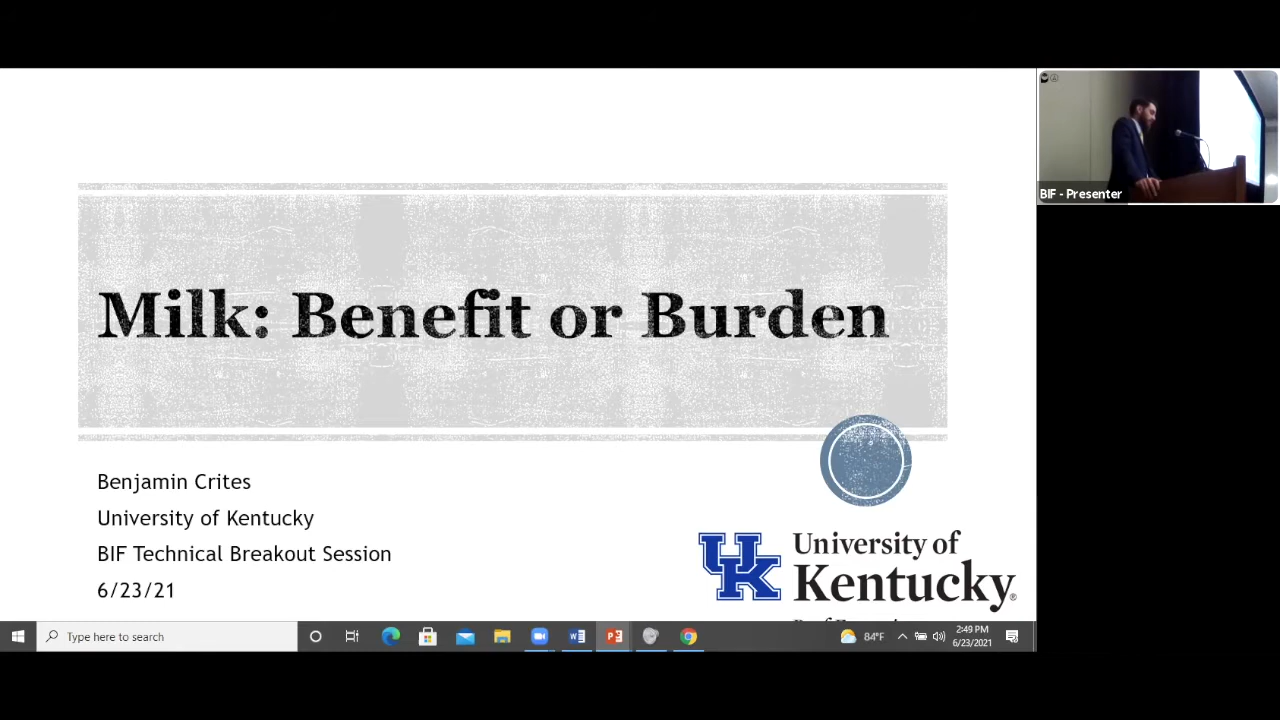 BIF - Presenter
Milk: Benefit or Burden
Benjamin Crites
University of Kentucky
BIF Technical Breakout Session
6/23/21
UK
University of
Kentucky®
Type here to search
84°F
2:49 PM
6/23/2021